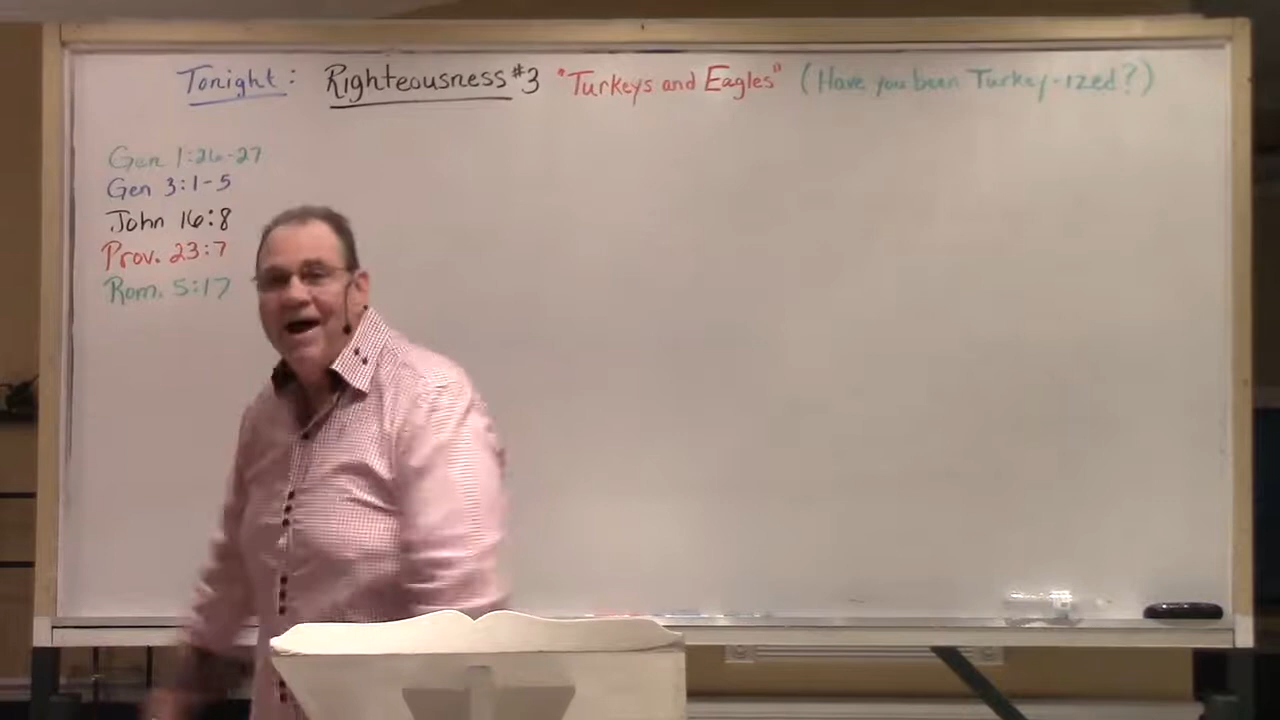 Tonight: Righteousness #3 "Turkeys and Eagles" (Have you been Turkey-ized?)
Gen 1:26-27
Gen 3:1-5
John 16:8
Prov. 23:7
Rom. 5:17